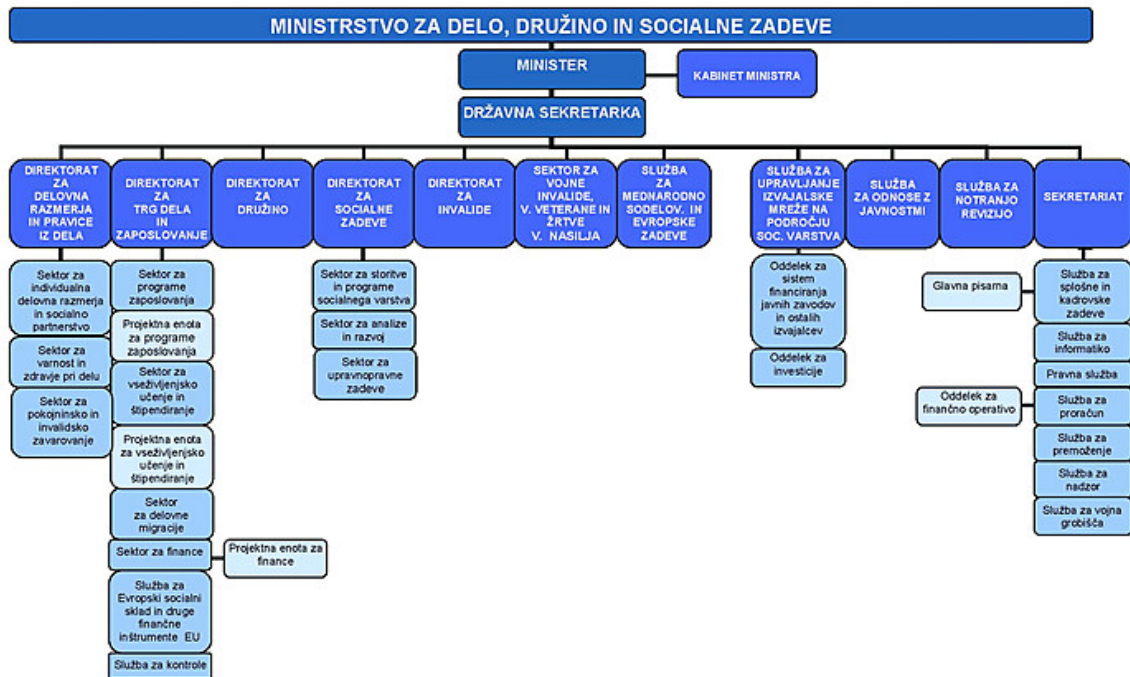 MINISTRSTVO ZA DELO, DRUŽINO IN SOCIALNE ZADEVE
MINISTER
KABINET MINISTRA
DRŽAVNA SEKRETARKA
DIREKTORAT
ZA
DELOVNA
RAZMERJA
IN PRAVICE
IZ DELA
DIREKTORAT
ZA
TRG DELA
IN
ZAPOSLOVANJE
DIREKTORAT
ZA
DRUŽINO
DIREKTORAT
ZA
SOCIALNE
ZADEVE
DIREKTORAT
ZA
INVALIDE
SEKTOR ZA
VOJNE
INVALIDE,
V. VETERANE IN
ŽRTVE
V. NASILJA
SLUŽBA
ZA
MEDNARODNO
SODELOV. IN
EVROPSKE
ZADEVE
SLUŽBA ZA
UPRAVLJANJE
IZVAJALSKE
MREŽE NA
PODROČJU
SOC. VARSTVA
SLUŽBA
ZA ODNOSE Z
JAVNOSTMI
SLUŽBA ZA
NOTRANJO
REVIZIJO
SEKRETARIAT
Sektor za
individualna
delovna razmerja
in socialno
partnerstvo
Sektor za
varnost in
zdravje pri delu
Sektor za
pokojninsko in
invalidsko
zavarovanje
Sektor za
programe
zaposlovanja
Projektna enota
za programe
zaposlovanja
Sektor za
vseživljenjsko
učenje in
štipendiranje
Projektna enota
za vseživljenjsko
učenje in
štipendiranje
Sektor
za delovne
migracije
Sektor za finance
Projektna enota za
finance
Služba za
Evropski socialni
sklad in druge
finančne
inštrumente EU
Služba za kontrole
Sektor za storitve
in programe
socialnega varstva
Sektor za analize
in razvoj
Sektor za
upravnopravne
zadeve
Oddelek za
sistem
financiranja
javnih zavodov
in ostalih
izvajalcev
Oddelek za
investicije
Glavna pisarna
Služba za
splošne in
kadrovske
zadeve
Služba za
informatiko
Pravna služba
Oddelek za
finančno operativo
Služba za
proračun
Služba za
premoženje
Služba za
nadzor
Služba za vojna
grobišča